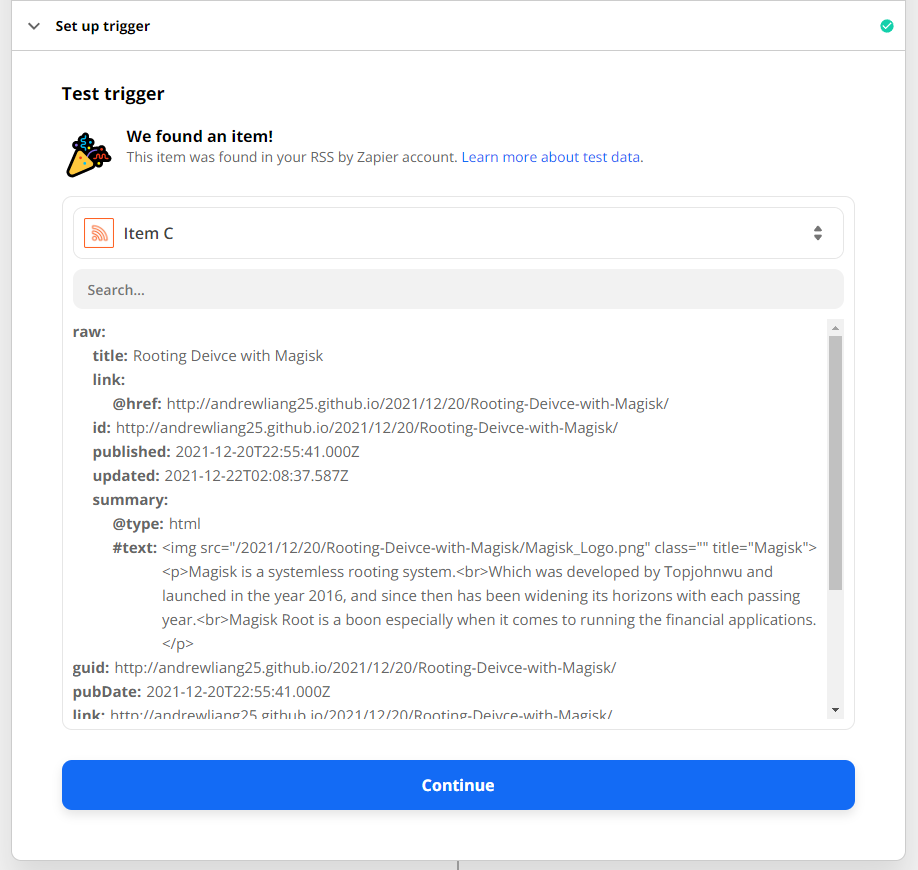 Set up trigger
Test trigger
We found an item!
This item was found in your RSS by Zapier account. Learn more about test data.
Item C
Search...
raw:
title: Rooting Deivce with Magisk
link:
@href: http://andrewliang25.github.io/2021/12/20/Rooting-Deivce-with-Magisk/
id: http://andrewliang25.github.io/2021/12/20/Rooting-Deivce-with-Magisk/
published: 2021-12-20T22:55:41.000Z
updated: 2021-12-22T02:08:37.587Z
summary:
@type: html
#text: <img src="/2021/12/20/Rooting-Deivce-with-Magisk/Magisk_Logo.png" class="" title="Magisk">
<p>Magisk is a systemless rooting system.<br>Which was developed by Topjohnwu and
launched in the year 2016, and since then has been widening its horizons with each passing
year.<br>Magisk Root is a boon especially when it comes to running the financial applications.
</p>
guid: http://andrewliang25.github.io/2021/12/20/Rooting-Deivce-with-Magisk/
pubDate: 2021-12-20T22:55:41.000Z
link: http://andrewliang25.github.io/2021/12/20/Rooting-Deivce-with-Magisk/
Continue